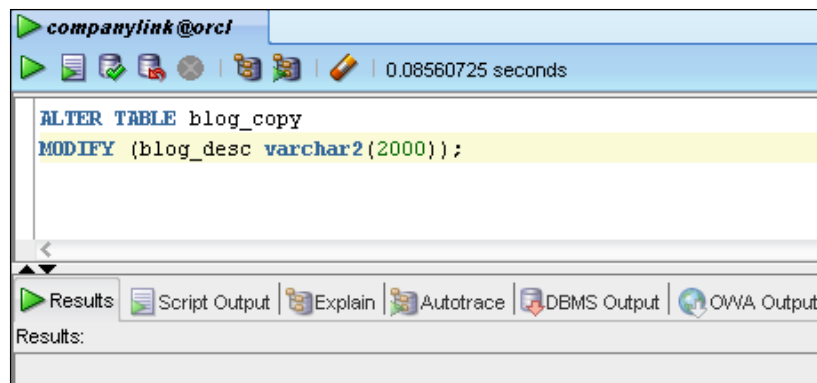 companylink@orcl
0.08560725 seconds
ALTER TABLE blog_copy
MODIFY (blog_desc varchar2(2000));
Results Script Output Explain Autotrace DBMS Output OWA Output
Results: